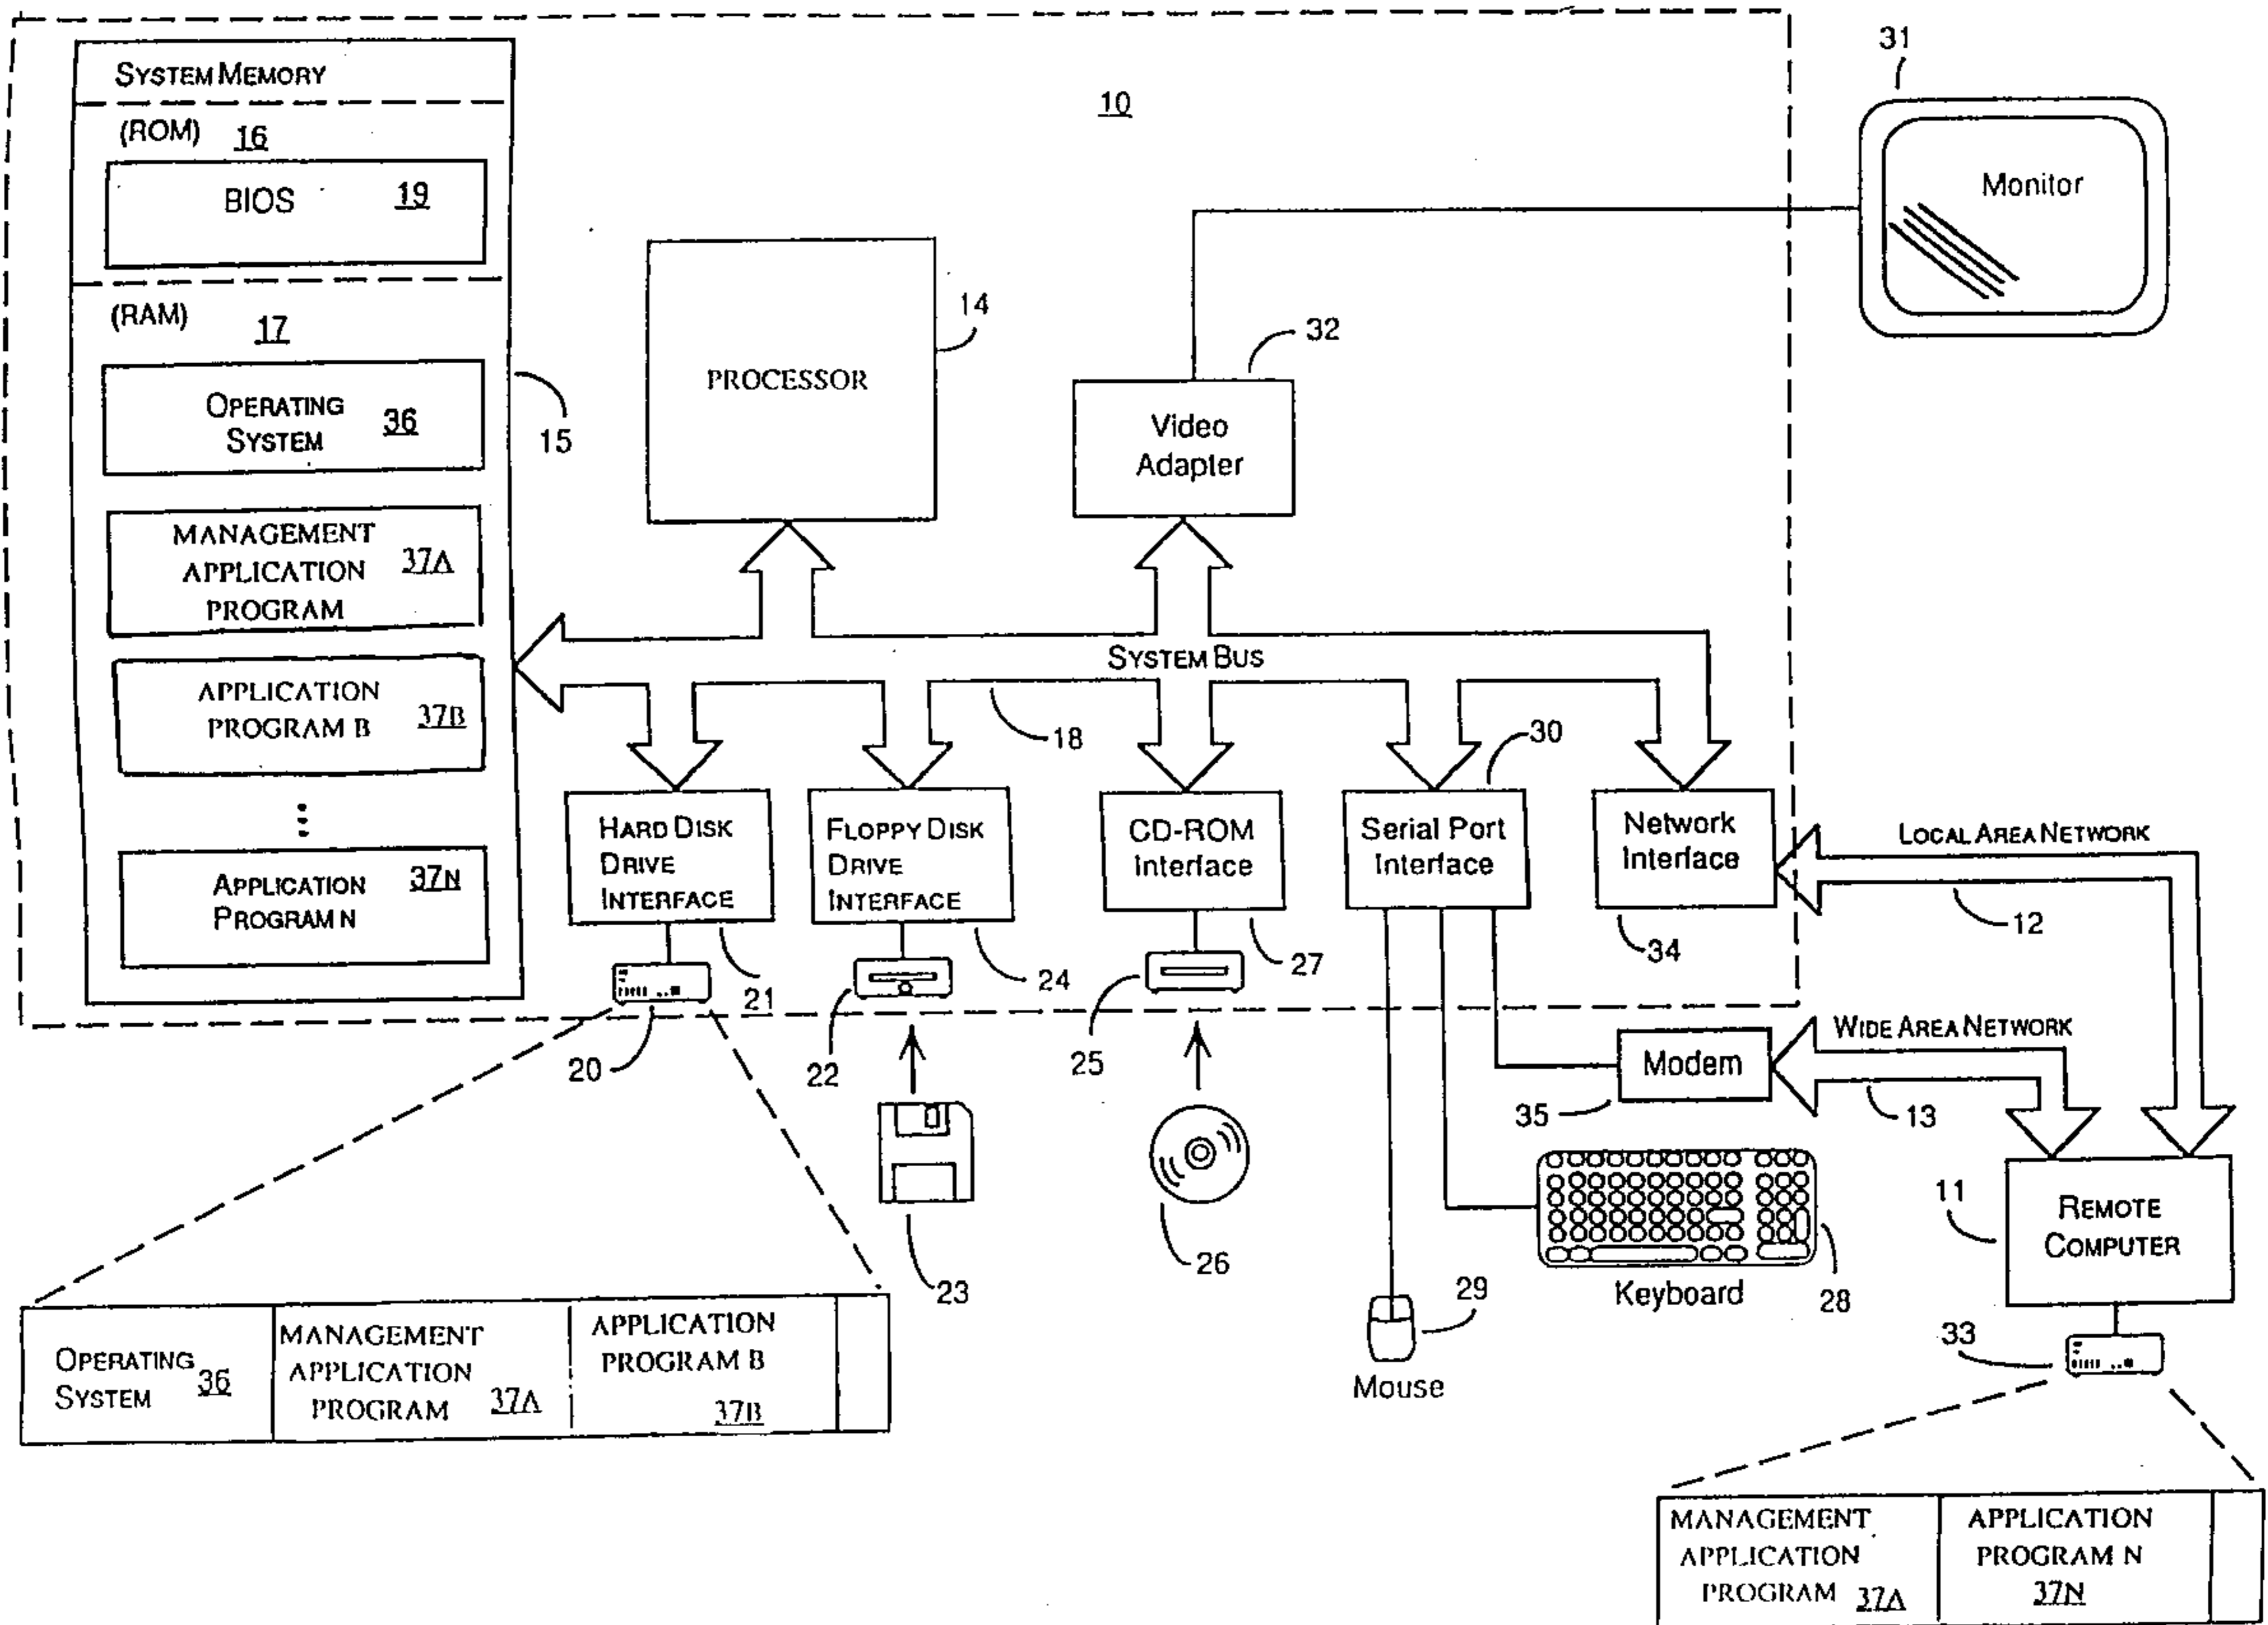 SYSTEM MEMORY
(ROM) 16
BIOS 19
(RAM)
17
OPERATING
SYSTEM
36
15
MANAGEMENT
APPLICATION
PROGRAM
37A
APPLICATION
PROGRAM B
37B
APPLICATION
PROGRAM N
37N
10
PROCESSOR
14
Video
Adapter
32
31
Monitor
SYSTEM BUS
18
HARD DISK
DRIVE
INTERFACE
21
20
FLOPPY DISK
DRIVE
INTERFACE
24
22
23
CD-ROM
Interface
27
25
26
30
Serial Port
Interface
Network
Interface
34
LOCAL AREA NETWORK
12
WIDE AREA NETWORK
13
Modem
35
Keyboard
28
29
Mouse
11
REMOTE
COMPUTER
33
OPERATING
SYSTEM
36
MANAGEMENT
APPLICATION
PROGRAM
37A
APPLICATION
PROGRAM B
37B
MANAGEMENT
APPLICATION
PROGRAM
37A
APPLICATION
PROGRAM N
37N